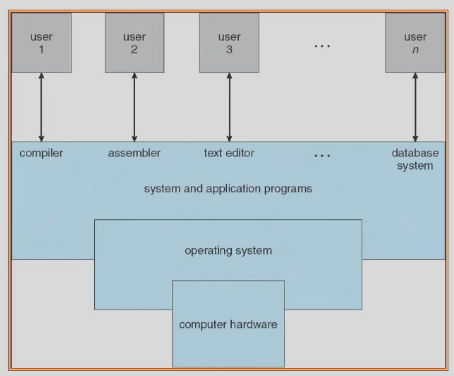 user
1
user
2
user
3
...
user
n
compiler
assembler
text editor
...
database
system
system and application programs
operating system
computer hardware